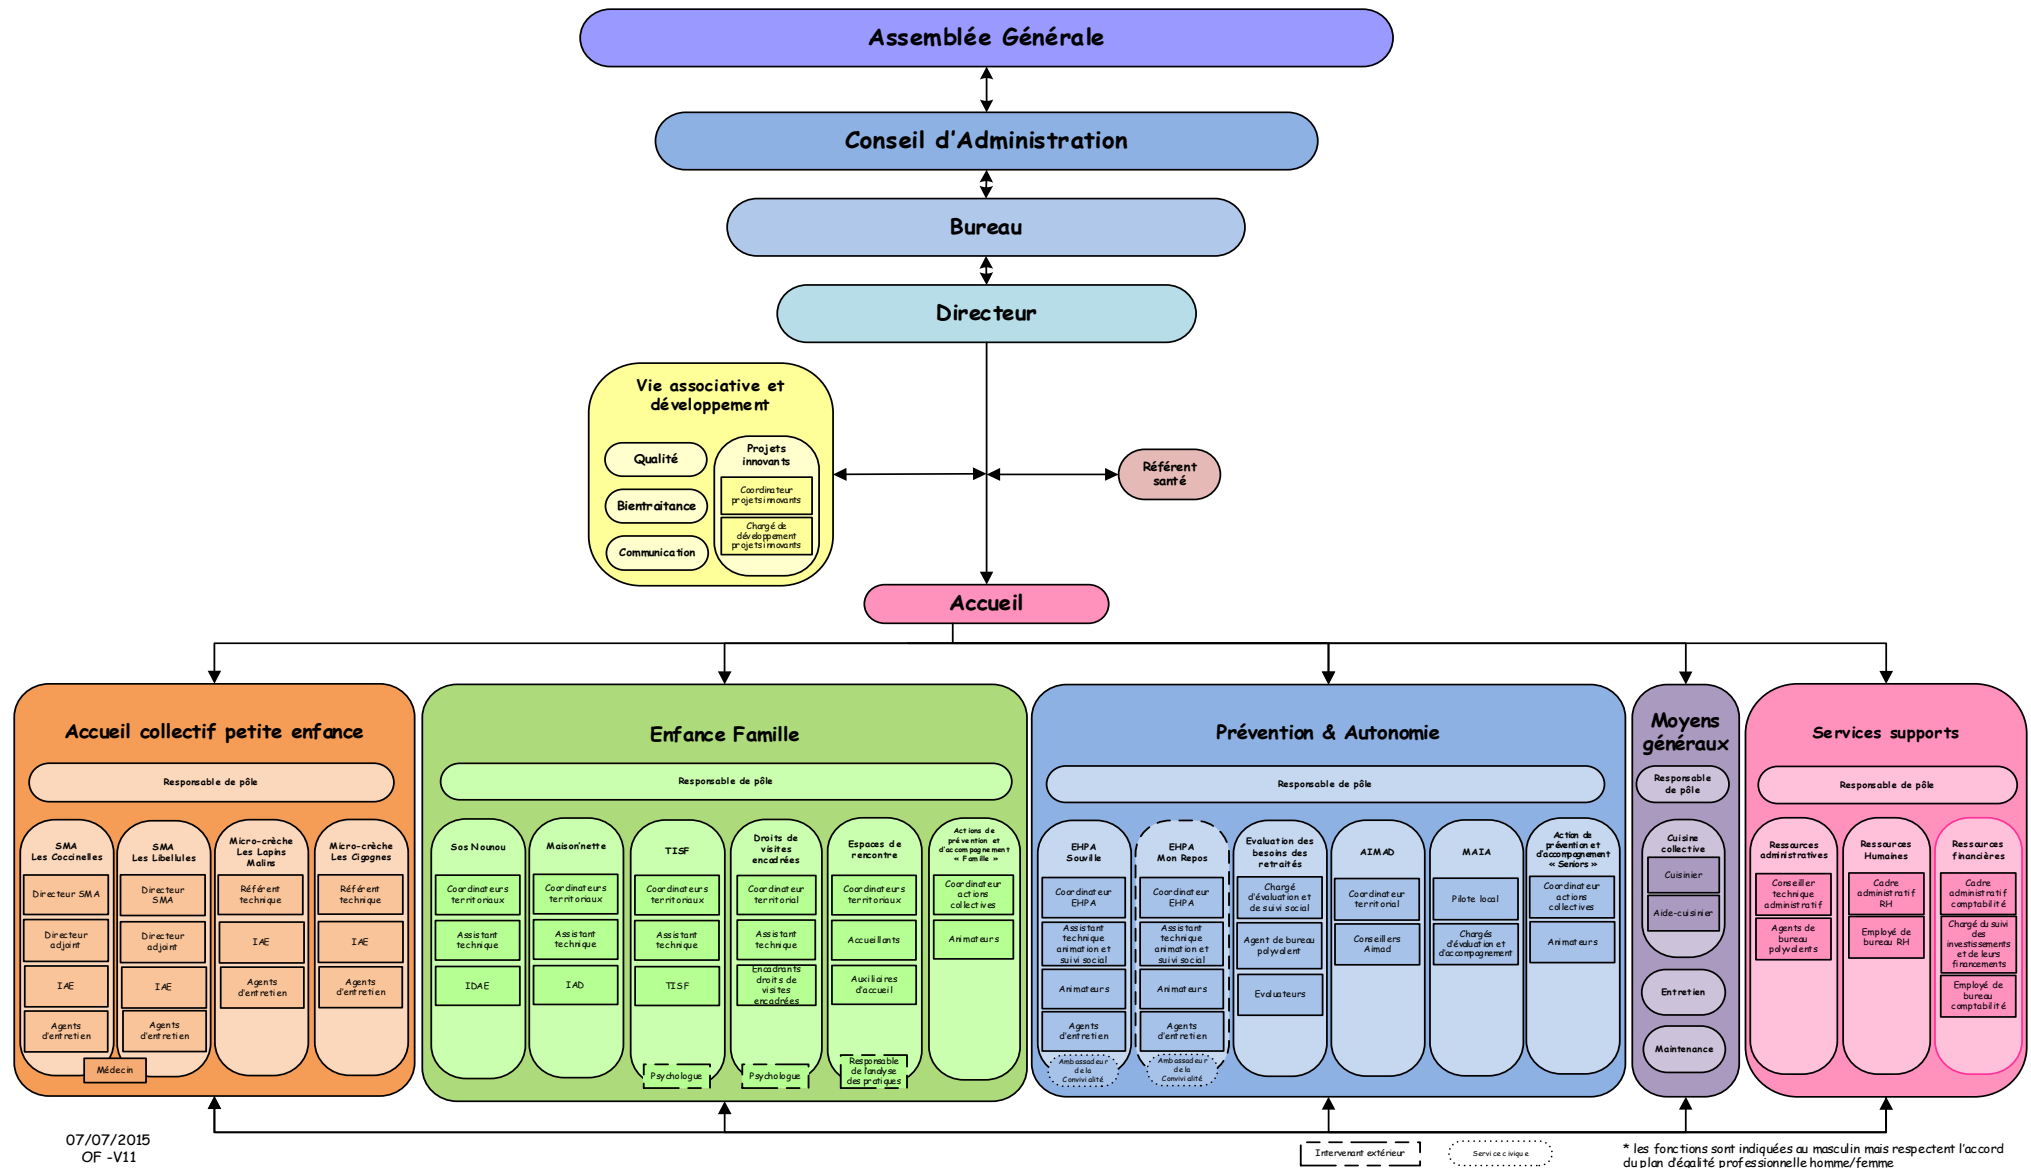 Assemblée Générale
Conseil d'Administration
Bureau
Directeur
Vie associative et
développement
Qualité
Bientraitance
Communication
Projets
innovants
Coordinateur
projets innovants
Chargé de
développement
projets innovants
Référent
santé
Accueil
Accueil collectif petite enfance
Responsable de pôle
SMA
Les Coccinelles
Directeur SMA
Directeur
adjoint
IAE
Agents
d'entretien
SMA
Les Libellules
Directeur
SMA
Directeur
adjoint
IAE
Agents
d'entretien
Médecin
Micro-crèche
Les Lapins
Malins
Référent
technique
IAE
Agents
d'entretien
Micro-crèche
Les Cigognes
Référent
technique
IAE
Agents
d'entretien
Enfance Famille
Responsable de pôle
Sos Nounou
Coordinateurs
territoriaux
Assistant
technique
IDAE
Maison'nette
Coordinateurs
territoriaux
Assistant
technique
IAD
TISF
Coordinateurs
territoriaux
Assistant
technique
TISF
Psychologue
Droits de
visites
encadrées
Coordinateur
territorial
Assistant
technique
Encadrants
droits de
visites
encadrées
Psychologue
Espaces de
rencontre
Coordinateurs
territoriaux
Accueillants
Auxiliaires
d'accueil
Responsable
de l'analyse
des pratiques
Actions de
prévention et
d'accompagnement
« Famille »
Coordinateur
actions
collectives
Animateurs
Prévention & Autonomie
Responsable de pôle
EHPA
Souville
Coordinateur
EHPA
Assistant
technique
animation et
suivi social
Animateurs
Agents
d'entretien
Ambassadeur
de la
Convivialité
EHPA
Mon Repos
Coordinateur
EHPA
Assistant
technique
animation et
suivi social
Animateurs
Agents
d'entretien
Ambassadeur
de la
Convivialité
Evaluation des
besoins des
retraités
Chargé
d'évaluation et
de suivi social
Agent de bureau
polyvalent
Evaluateurs
AIMAD
Coordinateur
territorial
Conseillers
Aimad
MAIA
Pilote local
Chargés
d'évaluation et
d'accompagnement
Action de
prévention et
d'accompagnement
« Seniors »
Coordinateur
actions
collectives
Animateurs
Moyens
généraux
Responsable
de pôle
Cuisine
collective
Cuisinier
Aide-cuisinier
Entretien
Maintenance
Services supports
Responsable de pôle
Ressources
administratives
Conseiller
technique
administratif
Agents de
bureau
polyvalents
Ressources
Humaines
Cadre
administratif
RH
Employé de
bureau RH
Ressources
financières
Cadre
administratif
comptabilité
Chargé du suivi
des
investissements
et de leurs
financements
Employé de
bureau
comptabilité
07/07/2015
OF -V11
Intervenant extérieur
Service civique
* les fonctions sont indiquées au masculin mais respectent l'accord
du plan d'égalité professionnelle homme/femme